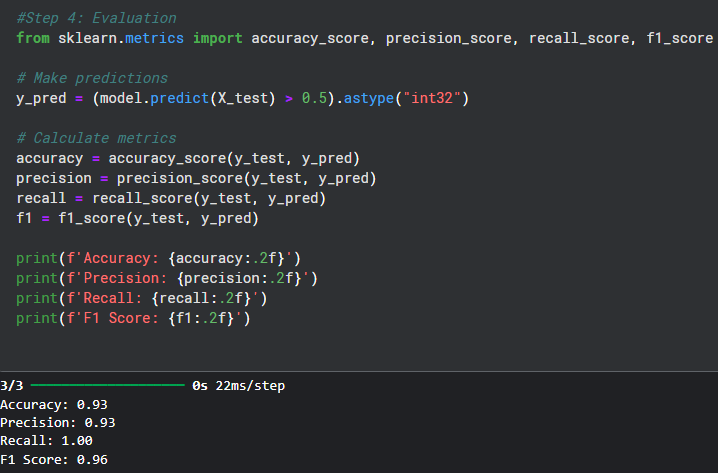 #Step 4: Evaluation
from sklearn.metrics import accuracy_score, precision_score, recall_score, f1_score
# Make predictions
y_pred = (model.predict(X_test) > 0.5).astype("int32")
# Calculate metrics
accuracy = accuracy_score(y_test, y_pred)
precision = precision_score(y_test, y_pred)
recall = recall_score(y_test, y_pred)
f1 = f1_score(y_test, y_pred)
print(f'Accuracy: {accuracy:.2f}')
print(f'Precision: {precision:.2f}')
print(f'Recall: {recall:.2f}')
print(f'F1 Score: {f1:.2f}')
3/3 ━━━━━━━━━━━━━━━━━━━━ 0s 22ms/step
Accuracy: 0.93
Precision: 0.93
Recall: 1.00
F1 Score: 0.96